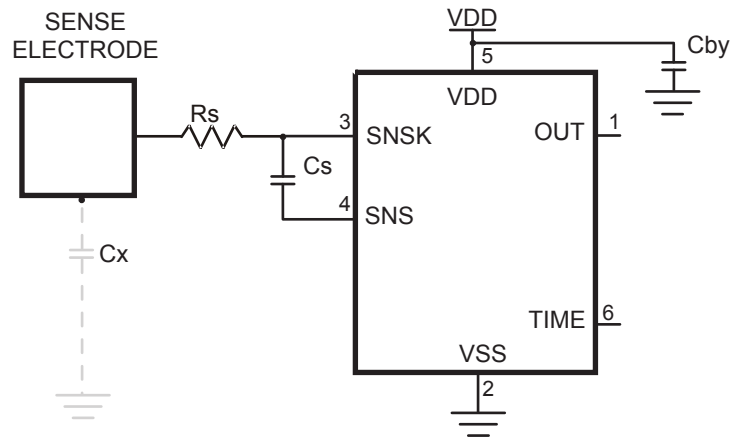 SENSE
ELECTRODE
VDD
Cby
5
VDD
Rs
3
SNSK
OUT
1
Cs
4
SNS
Cx
TIME
6
VSS
2